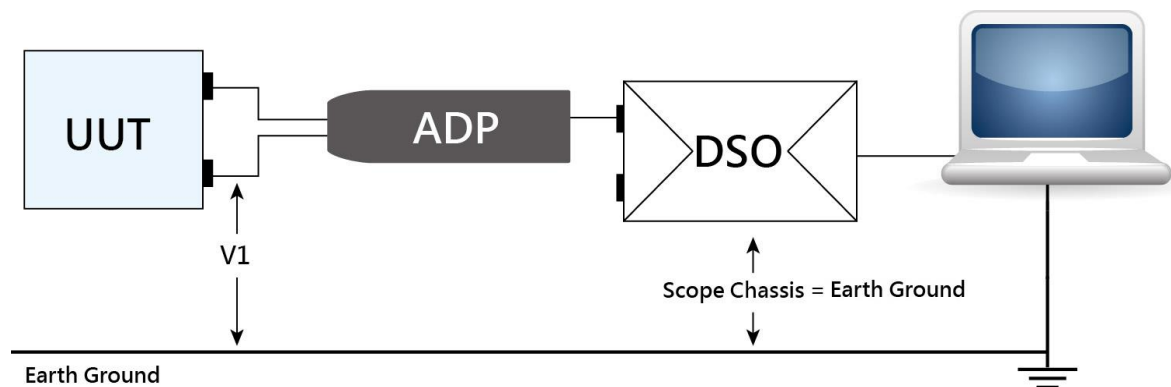 UUT
ADP
DSO
V1
Scope Chassis = Earth Ground
Earth Ground